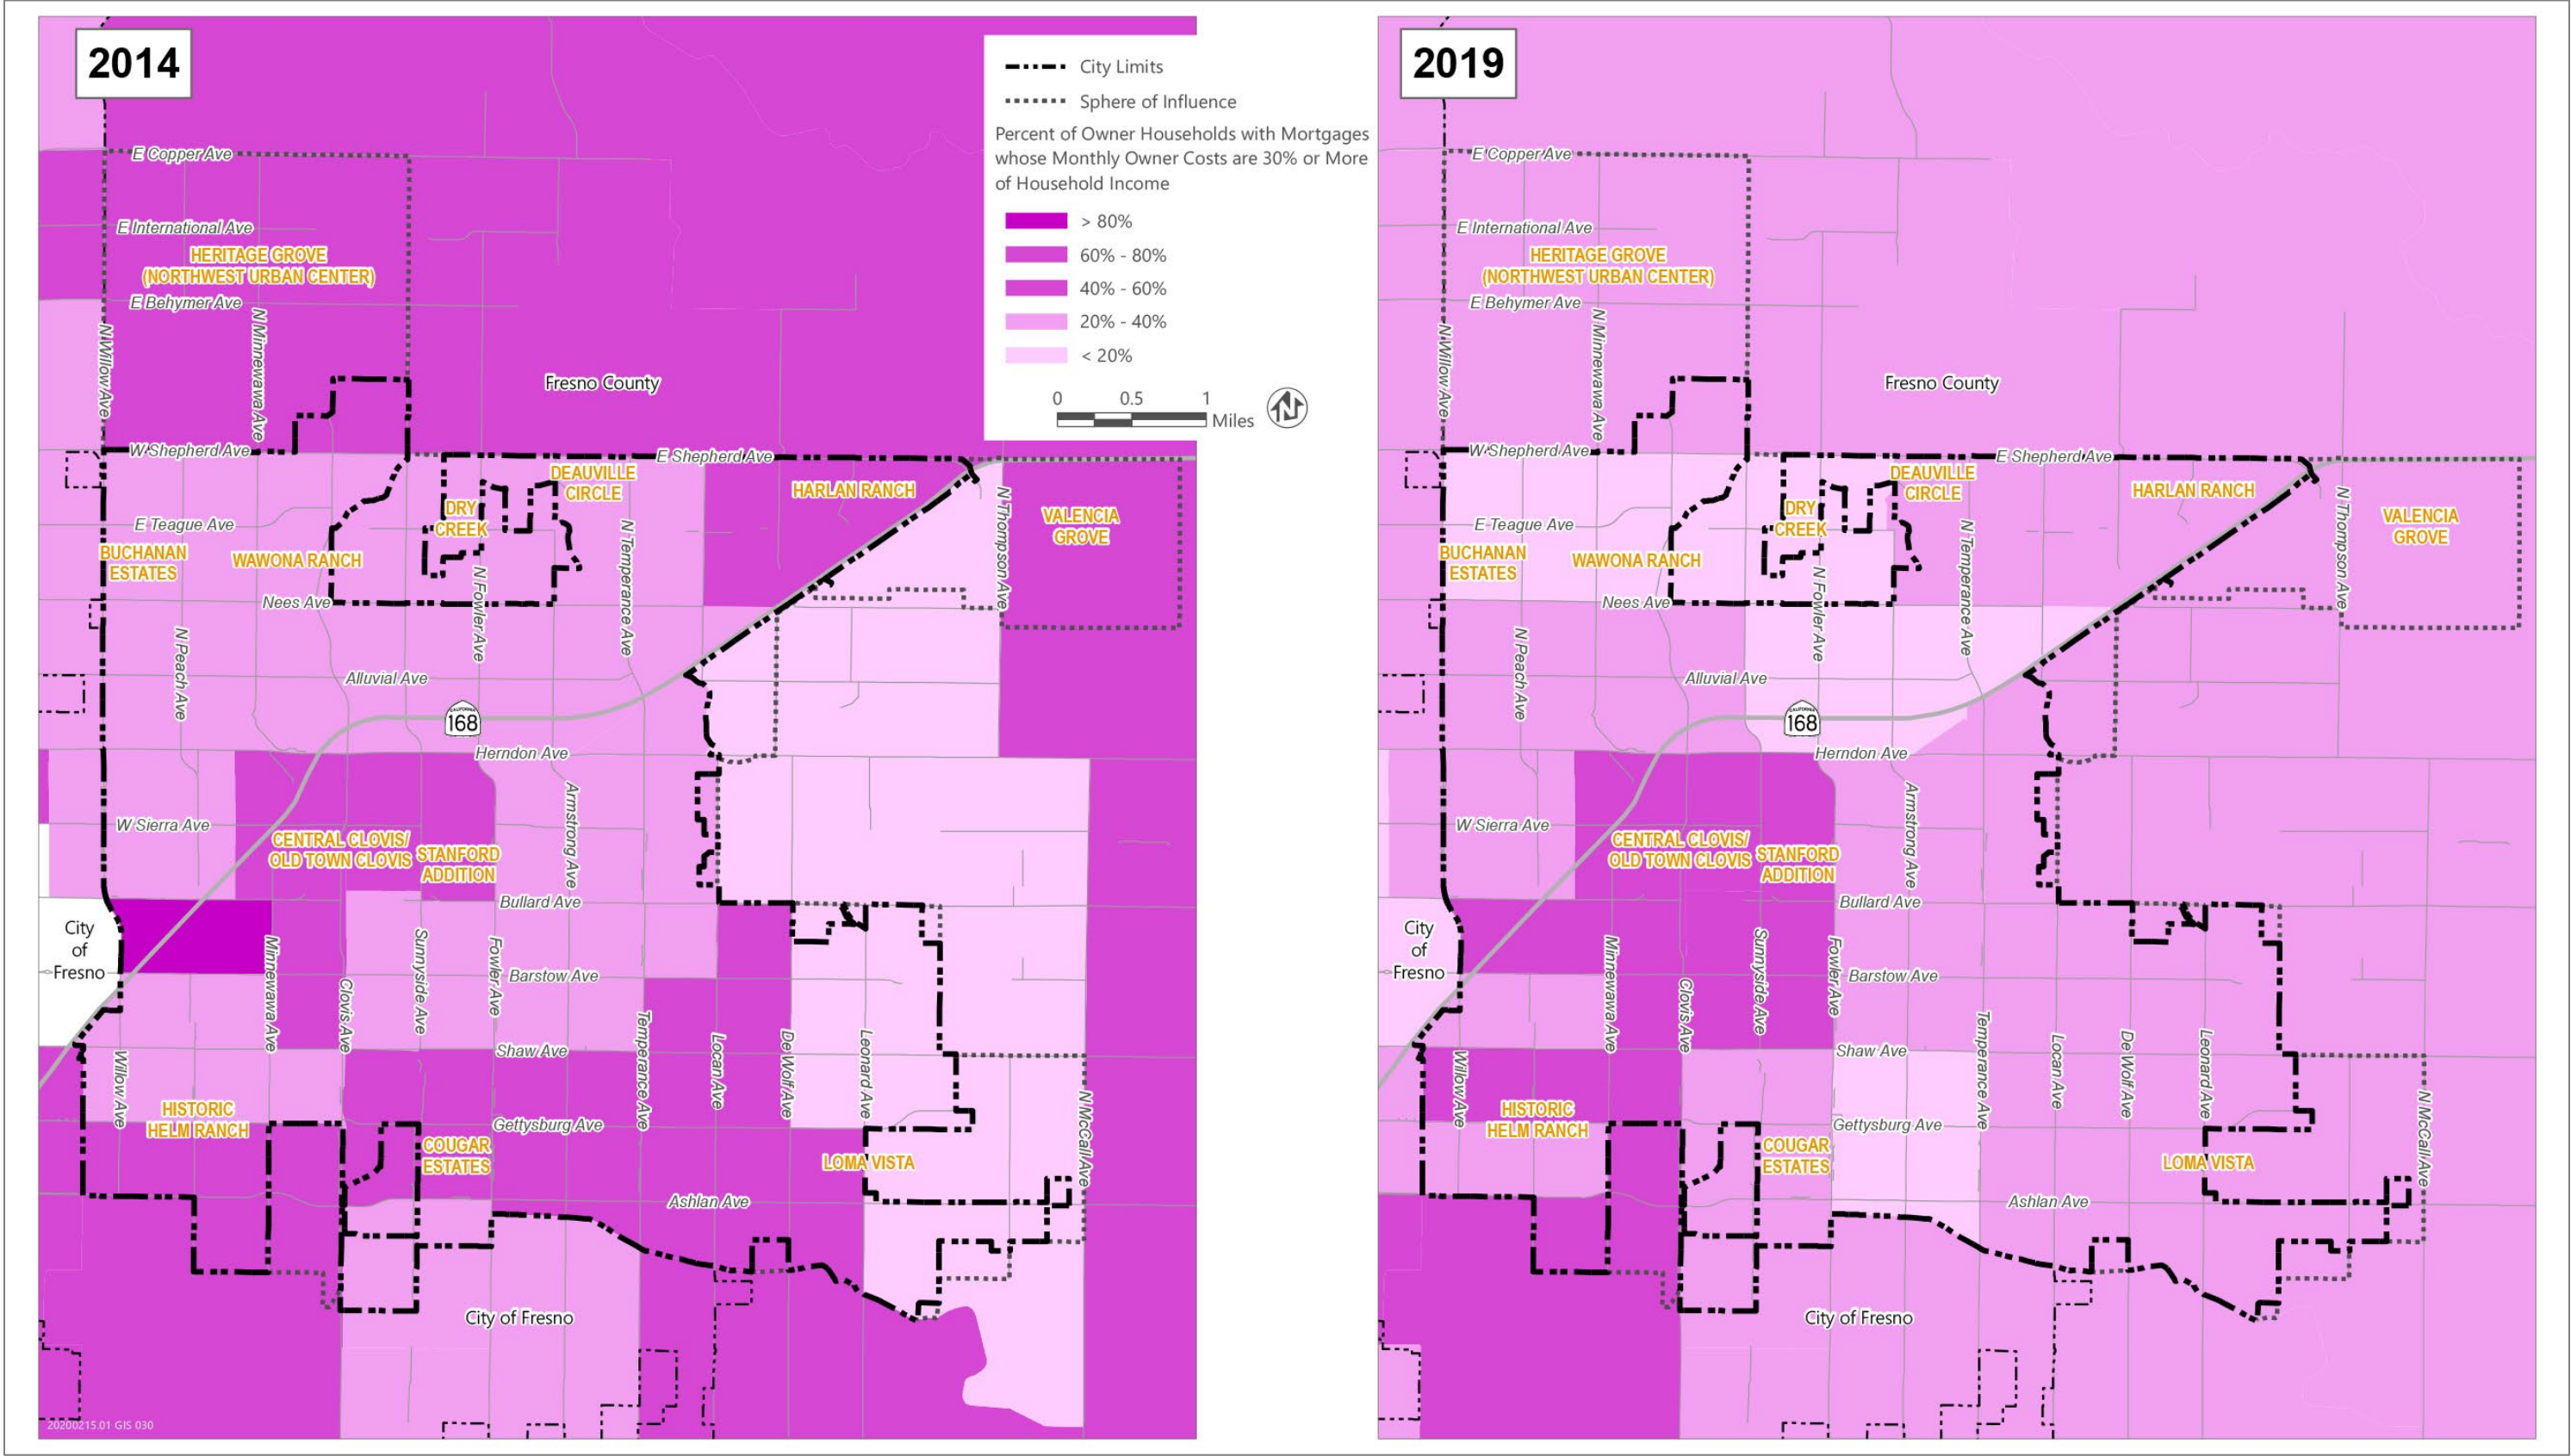 2014
City Limits
Sphere of Influence
Percent of Owner Households with Mortgages
whose Monthly Owner Costs are 30% or More
of Household Income
> 80%
60% - 80%
40% - 60%
20% - 40%
< 20%
0 0.5 1
Miles
N
E Copper Ave
E International Ave
HERITAGE GROVE
(NORTHWEST URBAN CENTER)
E Behymer Ave
N Willow Ave
N Minnewawa Ave
Fresno County
W Shepherd Ave
E Shepherd Ave
DEAUVILLE
CIRCLE
HARLAN RANCH
DRY
CREEK
N Thompson Ave
VALENCIA
GROVE
E Teague Ave
BUCHANAN
ESTATES
WAWONA RANCH
N Temperance Ave
N Fowler Ave
Nees Ave
N Peach Ave
Alluvial Ave
CALIFORNIA
168
Herndon Ave
Armstrong Ave
W Sierra Ave
CENTRAL CLOVIS/
OLD TOWN CLOVIS
STANFORD
ADDITION
Bullard Ave
City
of
Fresno
Minnewawa Ave
Clovis Ave
Sunnyside Ave
Fowler Ave
Barstow Ave
Shaw Ave
Temperance Ave
Locan Ave
De Wolf Ave
Leonard Ave
N McCall Ave
Willow Ave
HISTORIC
HELM RANCH
Gettysburg Ave
COUGAR
ESTATES
LOMA VISTA
Ashlan Ave
City of Fresno
20200215.01 GIS 030
2019
E Copper Ave
E International Ave
HERITAGE GROVE
(NORTHWEST URBAN CENTER)
E Behymer Ave
N Willow Ave
N Minnewawa Ave
Fresno County
W Shepherd Ave
E Shepherd Ave
DEAUVILLE
CIRCLE
HARLAN RANCH
DRY
CREEK
N Thompson Ave
VALENCIA
GROVE
E Teague Ave
BUCHANAN
ESTATES
WAWONA RANCH
N Temperance Ave
N Fowler Ave
Nees Ave
N Peach Ave
Alluvial Ave
CALIFORNIA
168
Herndon Ave
Armstrong Ave
W Sierra Ave
CENTRAL CLOVIS/
OLD TOWN CLOVIS
STANFORD
ADDITION
Bullard Ave
City
of
Fresno
Minnewawa Ave
Clovis Ave
Sunnyside Ave
Fowler Ave
Barstow Ave
Shaw Ave
Temperance Ave
Locan Ave
De Wolf Ave
Leonard Ave
N McCall Ave
Willow Ave
HISTORIC
HELM RANCH
Gettysburg Ave
COUGAR
ESTATES
LOMA VISTA
Ashlan Ave
City of Fresno